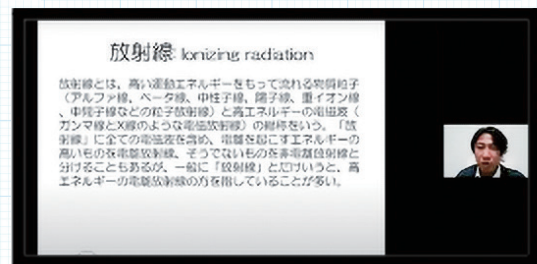 放射線: Ionizing radiation
放射線とは、高い運動エネルギーをもって流れる物質粒子
（アルファ線、ベータ線、中性子線、陽子線、重イオン線
、中間子線などの粒子放射線）と高エネルギーの電磁波（
ガンマ線とX線のような電磁放射線）の総称をいう。「放
射線」に全ての電磁波を含め、電離を起こすエネルギーの
高いものを電離放射線、そうでないものを非電離放射線と
分けることもあるが、一般に「放射線」とだけいうと、高
エネルギーの電離放射線の方を指していることが多い。